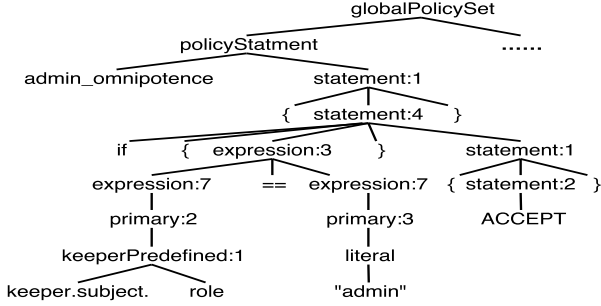 globalPolicySet
policyStatment ......
admin_omnipotence statement:1
{ statement:4 }
if { expression:3 } statement:1
expression:7 == expression:7 { statement:2 }
primary:2 primary:3 ACCEPT
keeperPredefined:1 literal
keeper.subject. role "admin"